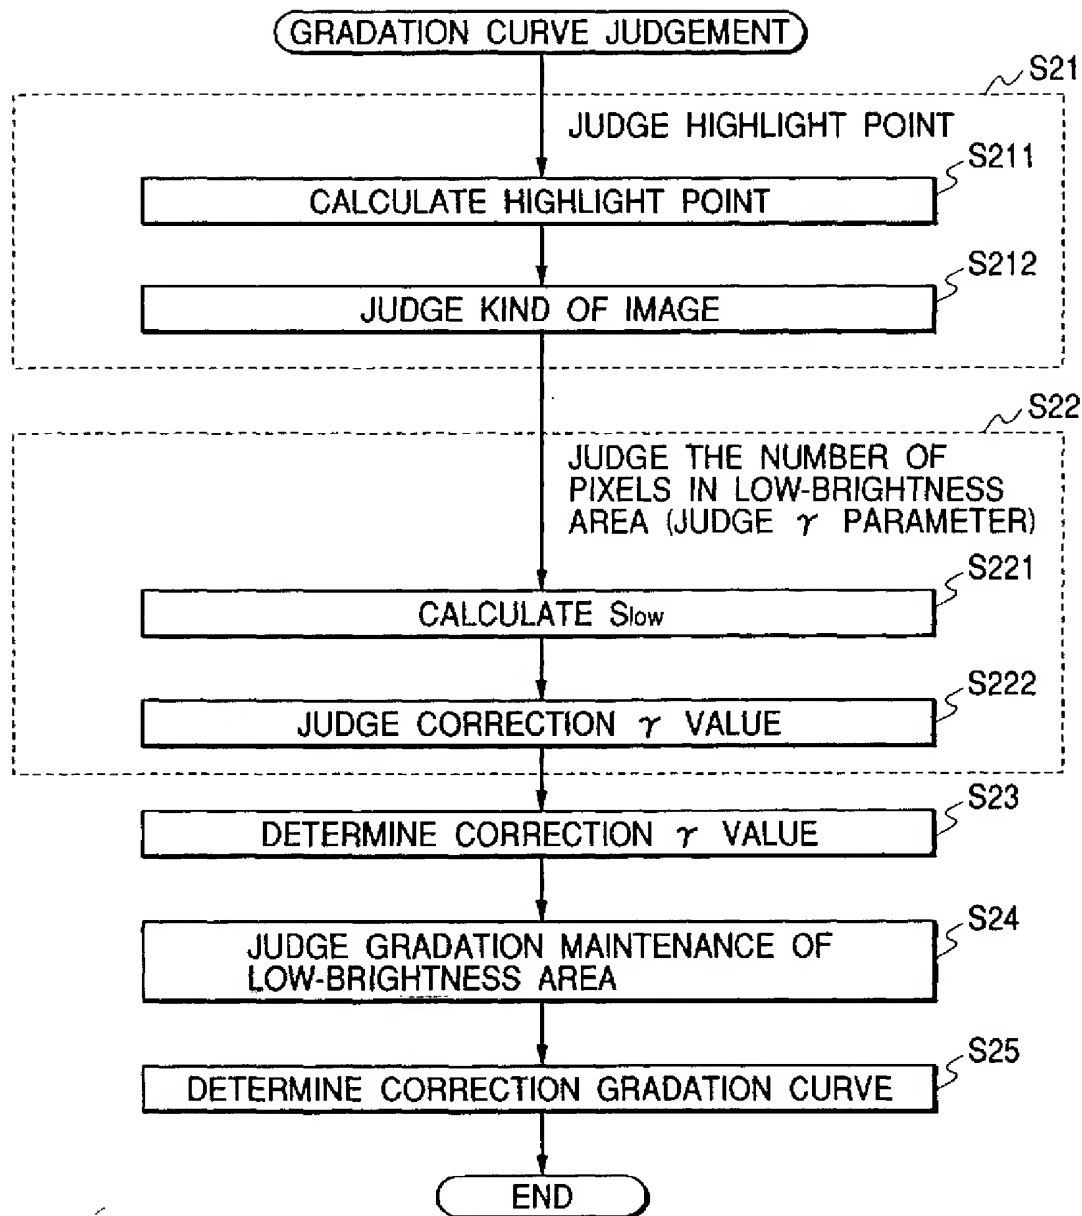 GRADATION CURVE JUDGEMENT
S21
JUDGE HIGHLIGHT POINT
S211
CALCULATE HIGHLIGHT POINT
S212
JUDGE KIND OF IMAGE
S22
JUDGE THE NUMBER OF
PIXELS IN LOW-BRIGHTNESS
AREA (JUDGE γ PARAMETER)
S221
CALCULATE Slow
S222
JUDGE CORRECTION γ VALUE
S23
DETERMINE CORRECTION γ VALUE
S24
JUDGE GRADATION MAINTENANCE OF
LOW-BRIGHTNESS AREA
S25
DETERMINE CORRECTION GRADATION CURVE
END